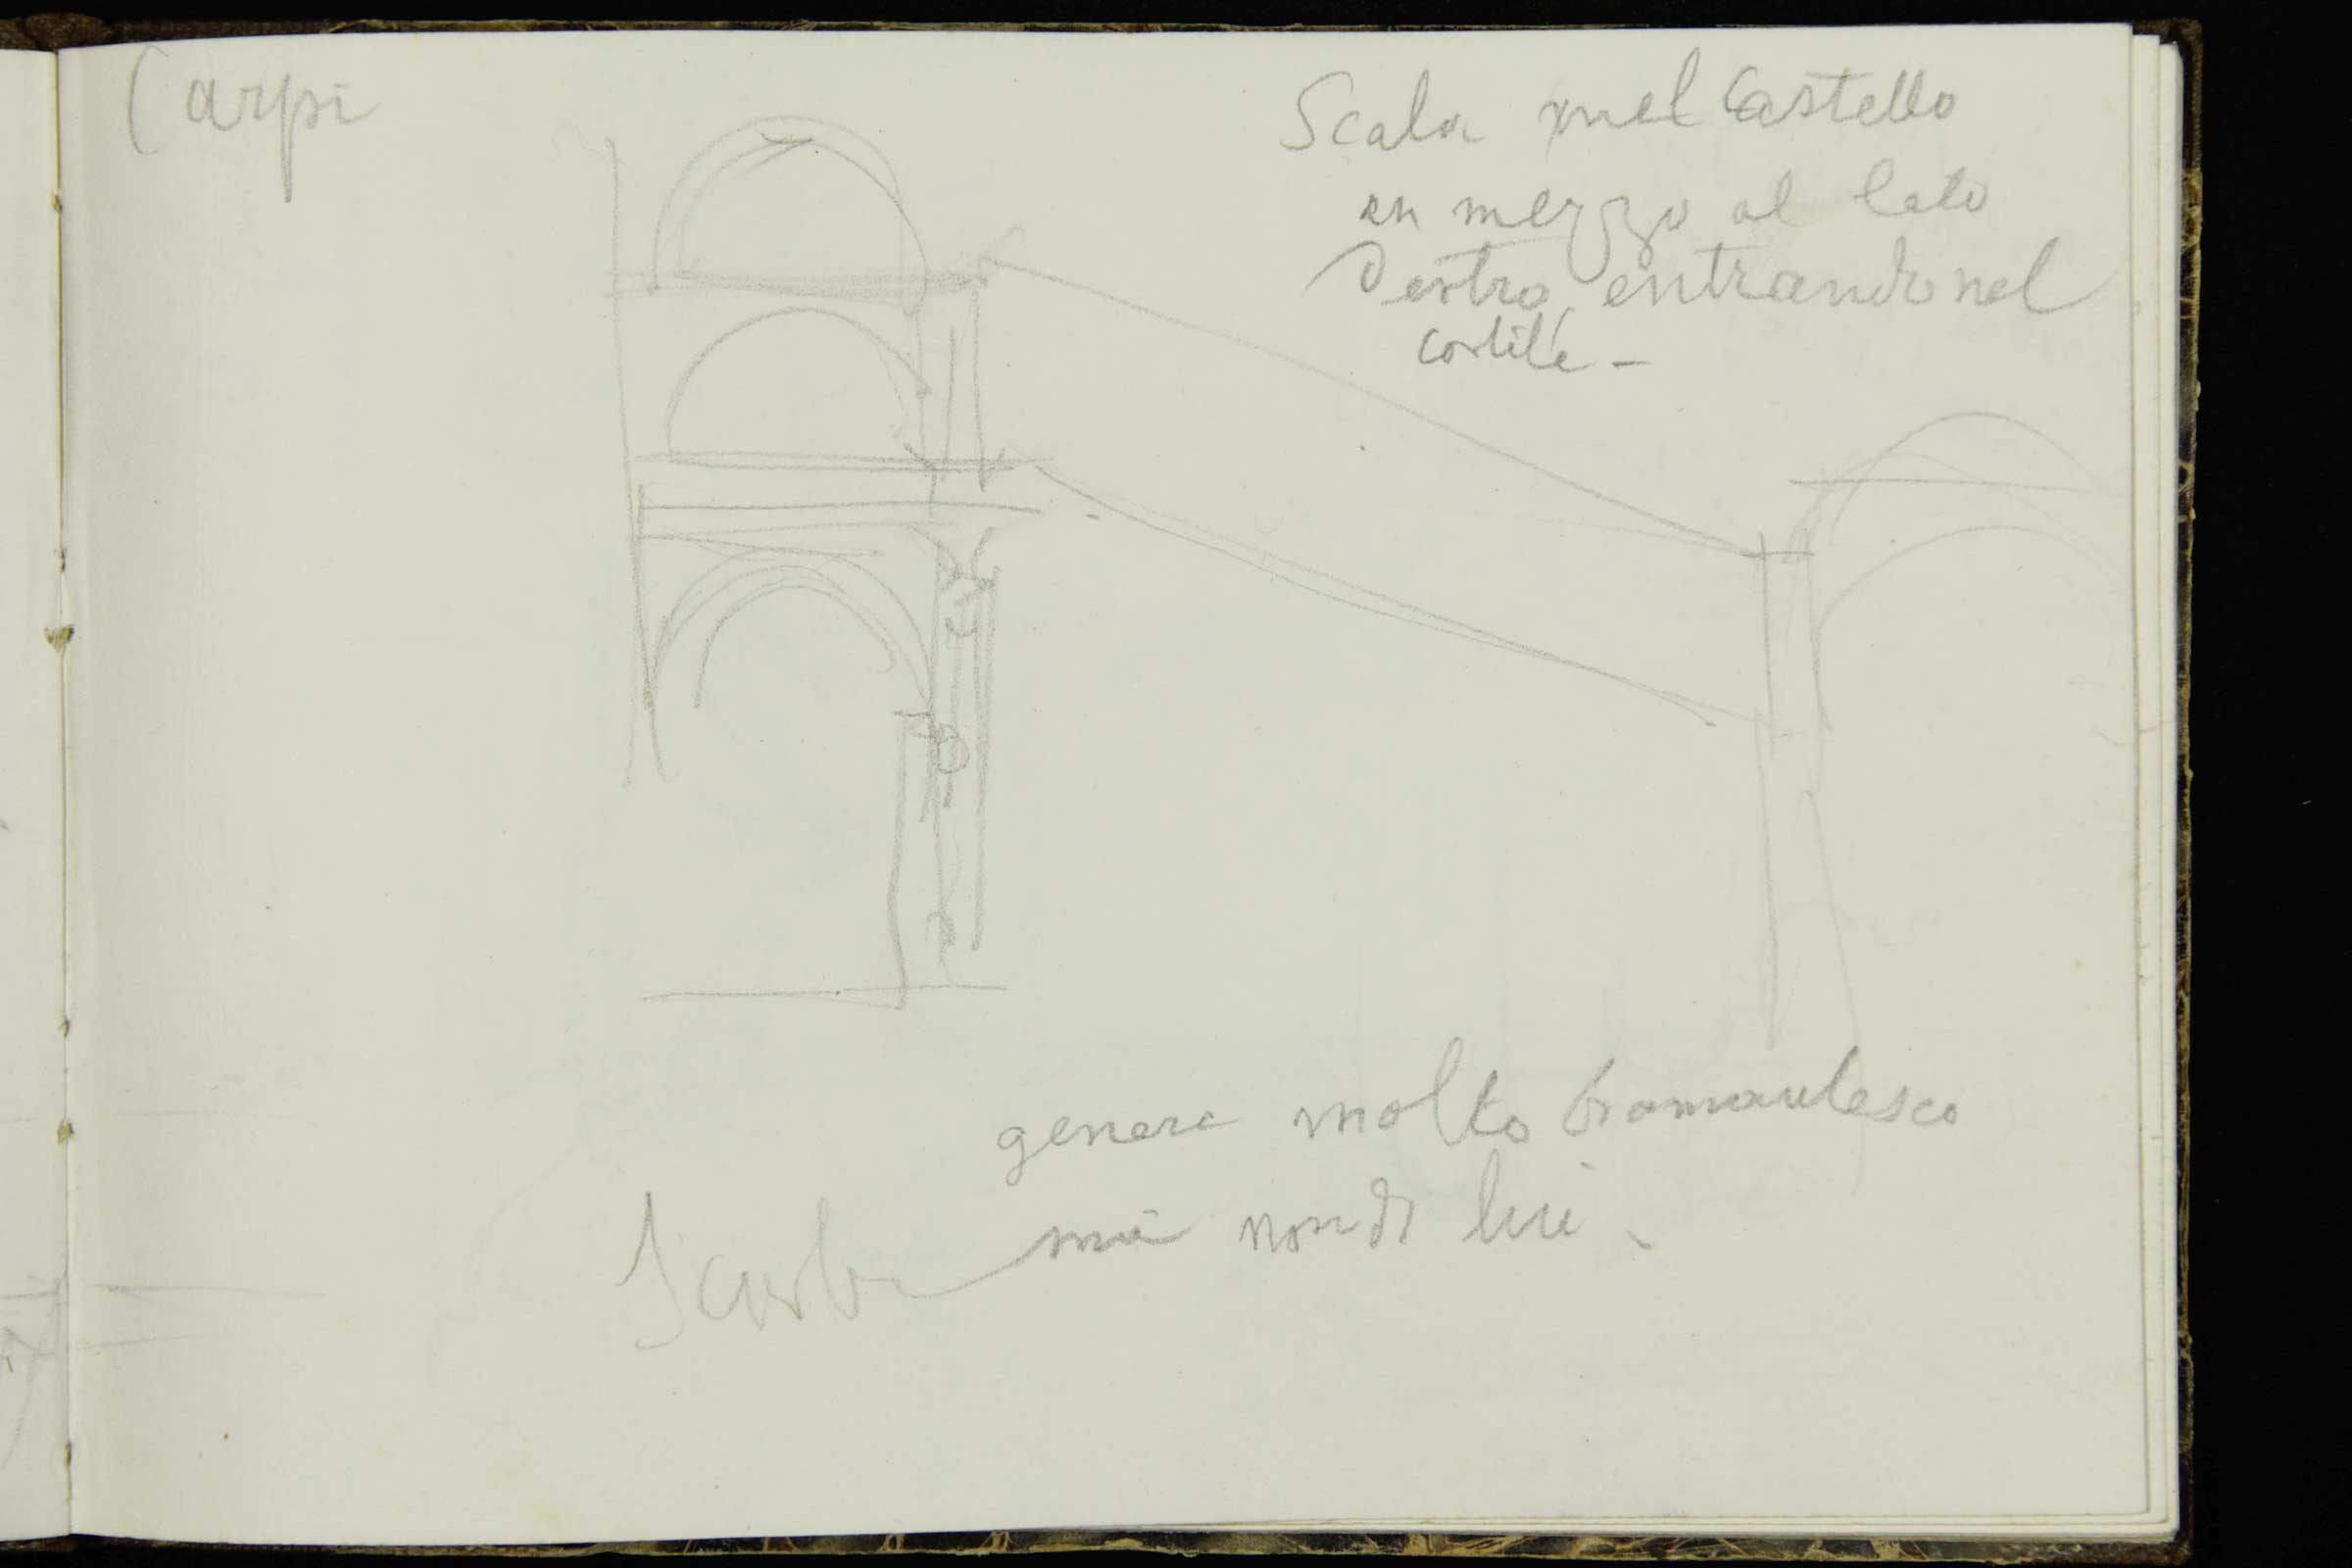 Carpi
Scala nel Castello
in mezzo al lato
destro entrando nel
cortile -
genere molto bramantesco
ma non di lui -